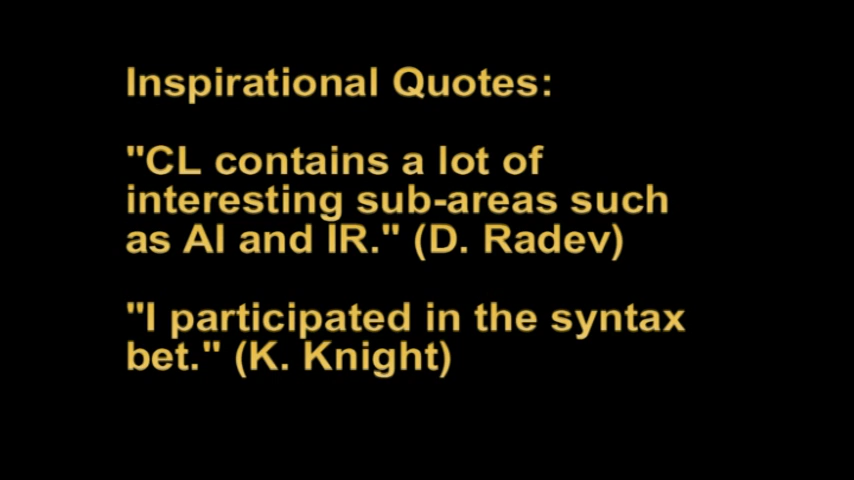 Inspirational Quotes:
"CL contains a lot of
interesting sub-areas such
as AI and IR." (D. Radev)
"I participated in the syntax
bet." (K. Knight)